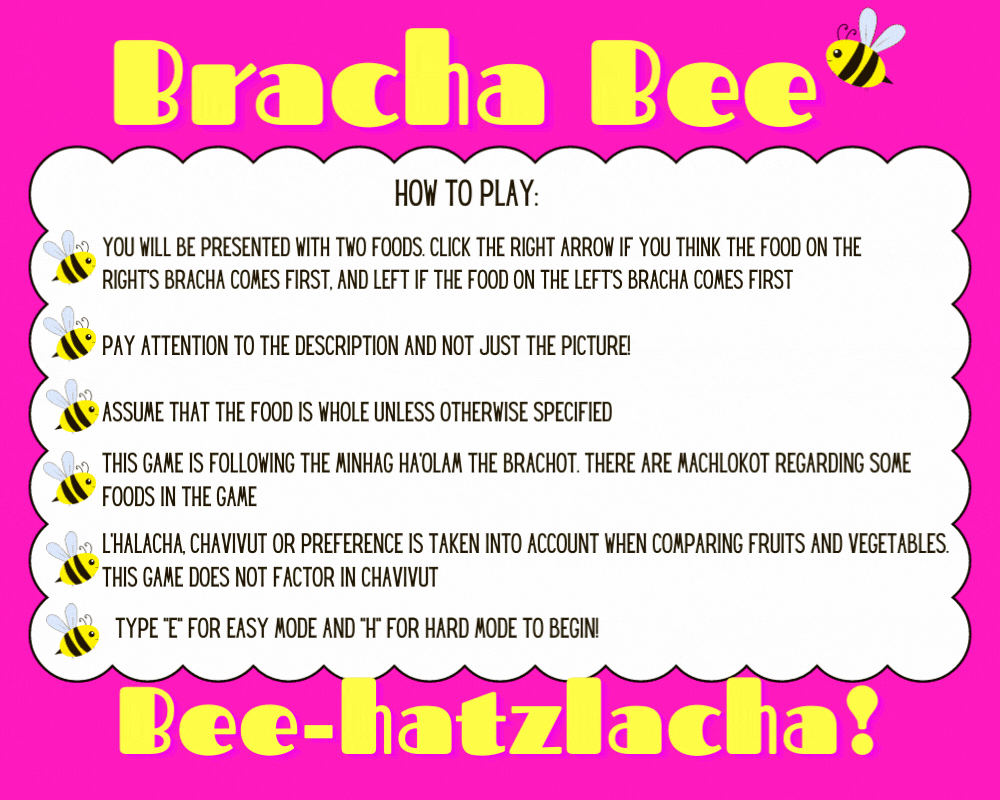 Bracha Bee
HOW TO PLAY:
YOU WILL BE PRESENTED WITH TWO FOODS. CLICK THE RIGHT ARROW IF YOU THINK THE FOOD ON THE
RIGHT'S BRACHA COMES FIRST, AND LEFT IF THE FOOD ON THE LEFT'S BRACHA COMES FIRST
PAY ATTENTION TO THE DESCRIPTION AND NOT JUST THE PICTURE!
ASSUME THAT THE FOOD IS WHOLE UNLESS OTHERWISE SPECIFIED
THIS GAME IS FOLLOWING THE MINHAG HA'OLAM THE BRACHOT. THERE ARE MACHLOKOT REGARDING SOME
FOODS IN THE GAME
L'HALACHA, CHAVIVUT OR PREFERENCE IS TAKEN INTO ACCOUNT WHEN COMPARING FRUITS AND VEGETABLES.
THIS GAME DOES NOT FACTOR IN CHAVIVUT
TYPE "E" FOR EASY MODE AND "H" FOR HARD MODE TO BEGIN!
Bee-hatzlacha!